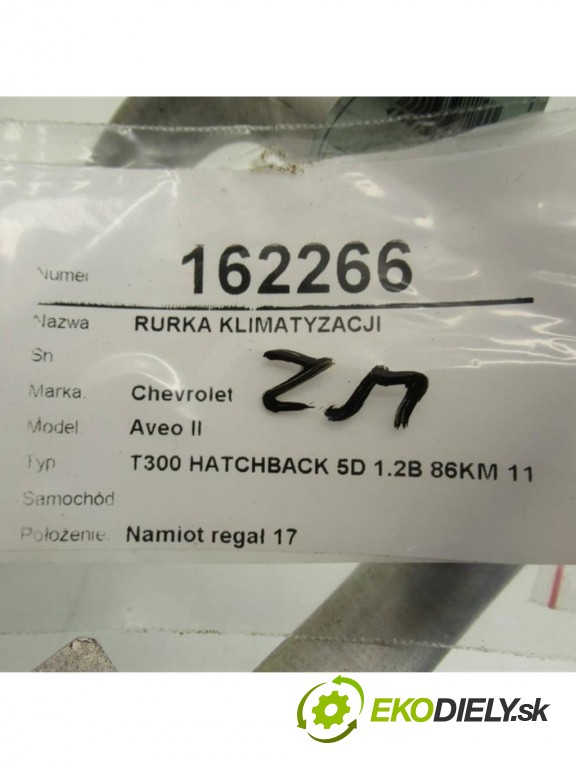 Numer 162266
Nazwa RURKA KLIMATYZACJI
Sn
Marka. Chevrolet
Model. Aveo II
Typ T300 HATCHBACK 5D 1.2B 86KM 11
Samochód
Położenie. Namiot regał 17
EKODIELY.sk